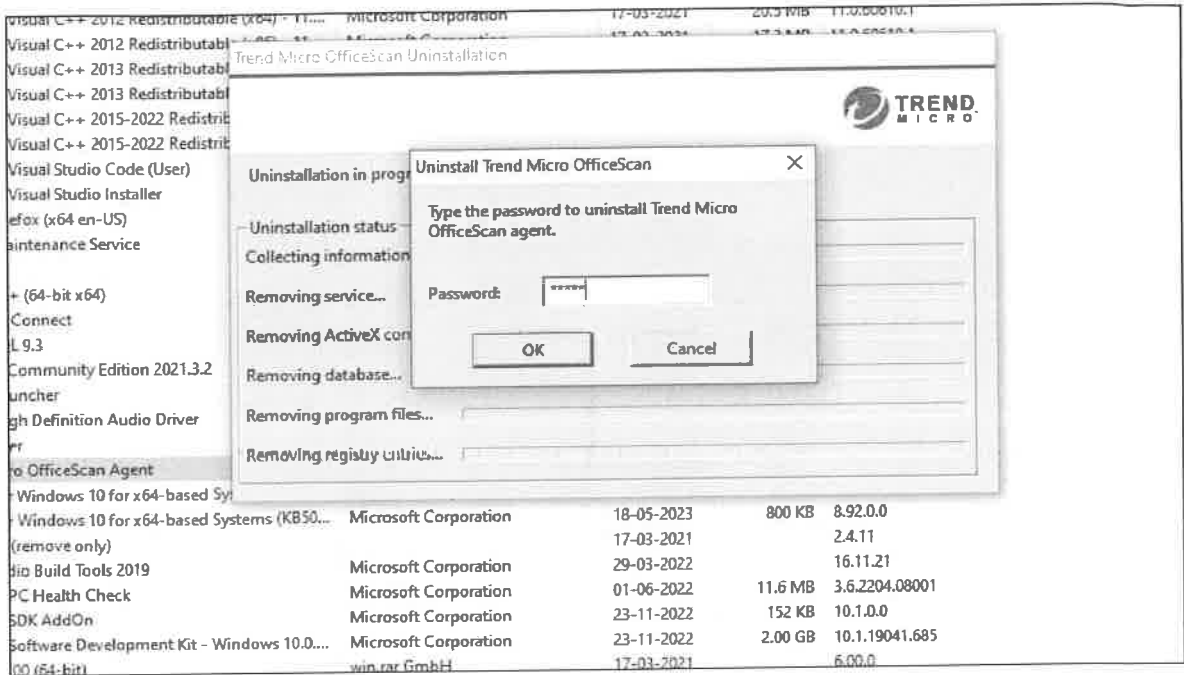 Visual C++ 2012 Redistributable (x64) - 11.... Microsoft Corporation 17-03-2021 20.5 MB 11.0.60610.1
Visual C++ 2012 Redistributabl
Trend Micro OfficeScan Uninstallation
Visual C++ 2013 Redistributabl
Visual C++ 2013 Redistributabl
TREND
MICRO
Visual C++ 2015-2022 Redistrib
Visual C++ 2015-2022 Redistrib
Visual Studio Code (User)
Uninstallation in progr
Uninstall Trend Micro OfficeScan
Visual Studio Installer
Type the password to uninstall Trend Micro
OfficeScan agent.
efox (x64 en-US)
Uninstallation status
aintenance Service
Collecting information
+ (64-bit x64)
Removing service...
Password: *****
Connect
L 9.3
Removing ActiveX con
OK Cancel
Community Edition 2021.3.2
Removing database...
uncher
gh Definition Audio Driver
Removing program files...
er
Removing registry entries...
ro OfficeScan Agent
Windows 10 for x64-based Sy
Windows 10 for x64-based Systems (KB50... Microsoft Corporation 18-05-2023 800 KB 8.92.0.0
(remove only) 17-03-2021 2.4.11
dio Build Tools 2019 Microsoft Corporation 29-03-2022 16.11.21
PC Health Check Microsoft Corporation 01-06-2022 11.6 MB 3.6.2204.08001
SDK AddOn Microsoft Corporation 23-11-2022 152 KB 10.1.0.0
Software Development Kit - Windows 10.0.... Microsoft Corporation 23-11-2022 2.00 GB 10.1.19041.685
.00 (64-bit) win.rar GmbH 17-03-2021 6.00.0